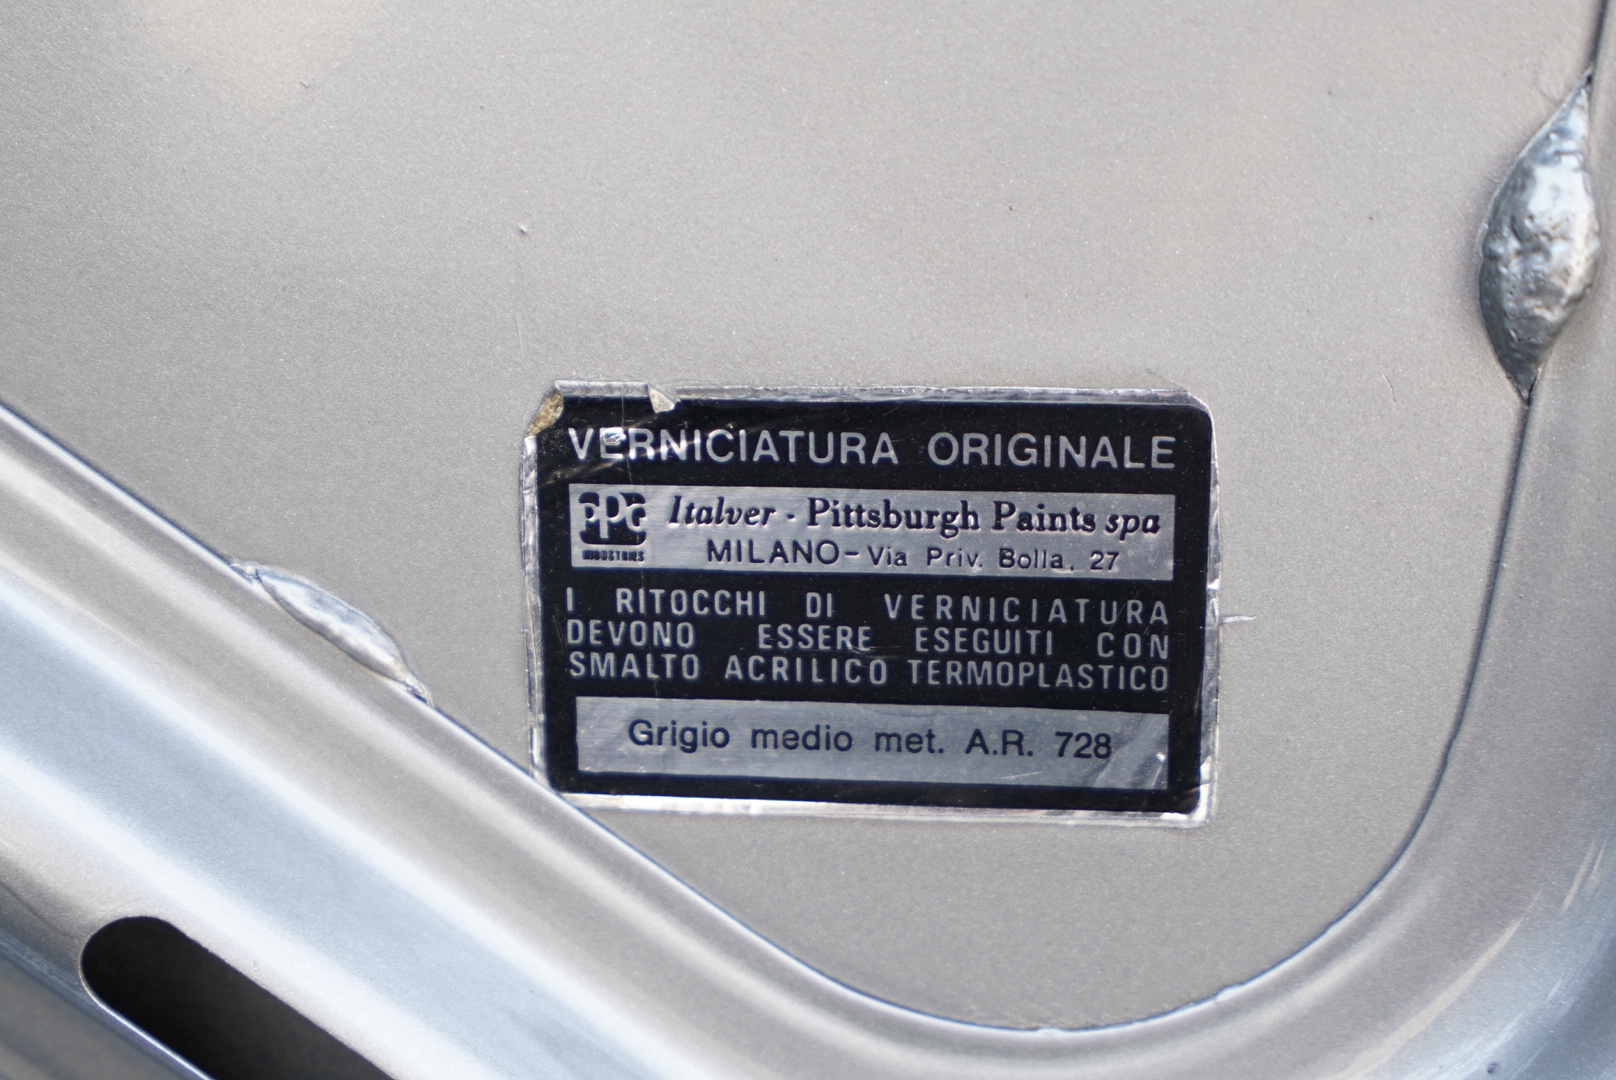 VERNICIATURA ORIGINALE
PPG
INDUSTRIES
Italver - Pittsburgh Paints spa
MILANO - Via Priv. Bolla, 27
I RITOCCHI DI VERNICIATURA
DEVONO ESSERE ESEGUITI CON
SMALTO ACRILICO TERMOPLASTICO
Grigio medio met. A.R. 728